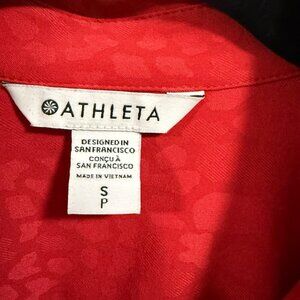 ATHLETA
DESIGNED IN
SAN FRANCISCO
CONÇU À
SAN FRANCISCO
MADE IN VIETNAM
S
P